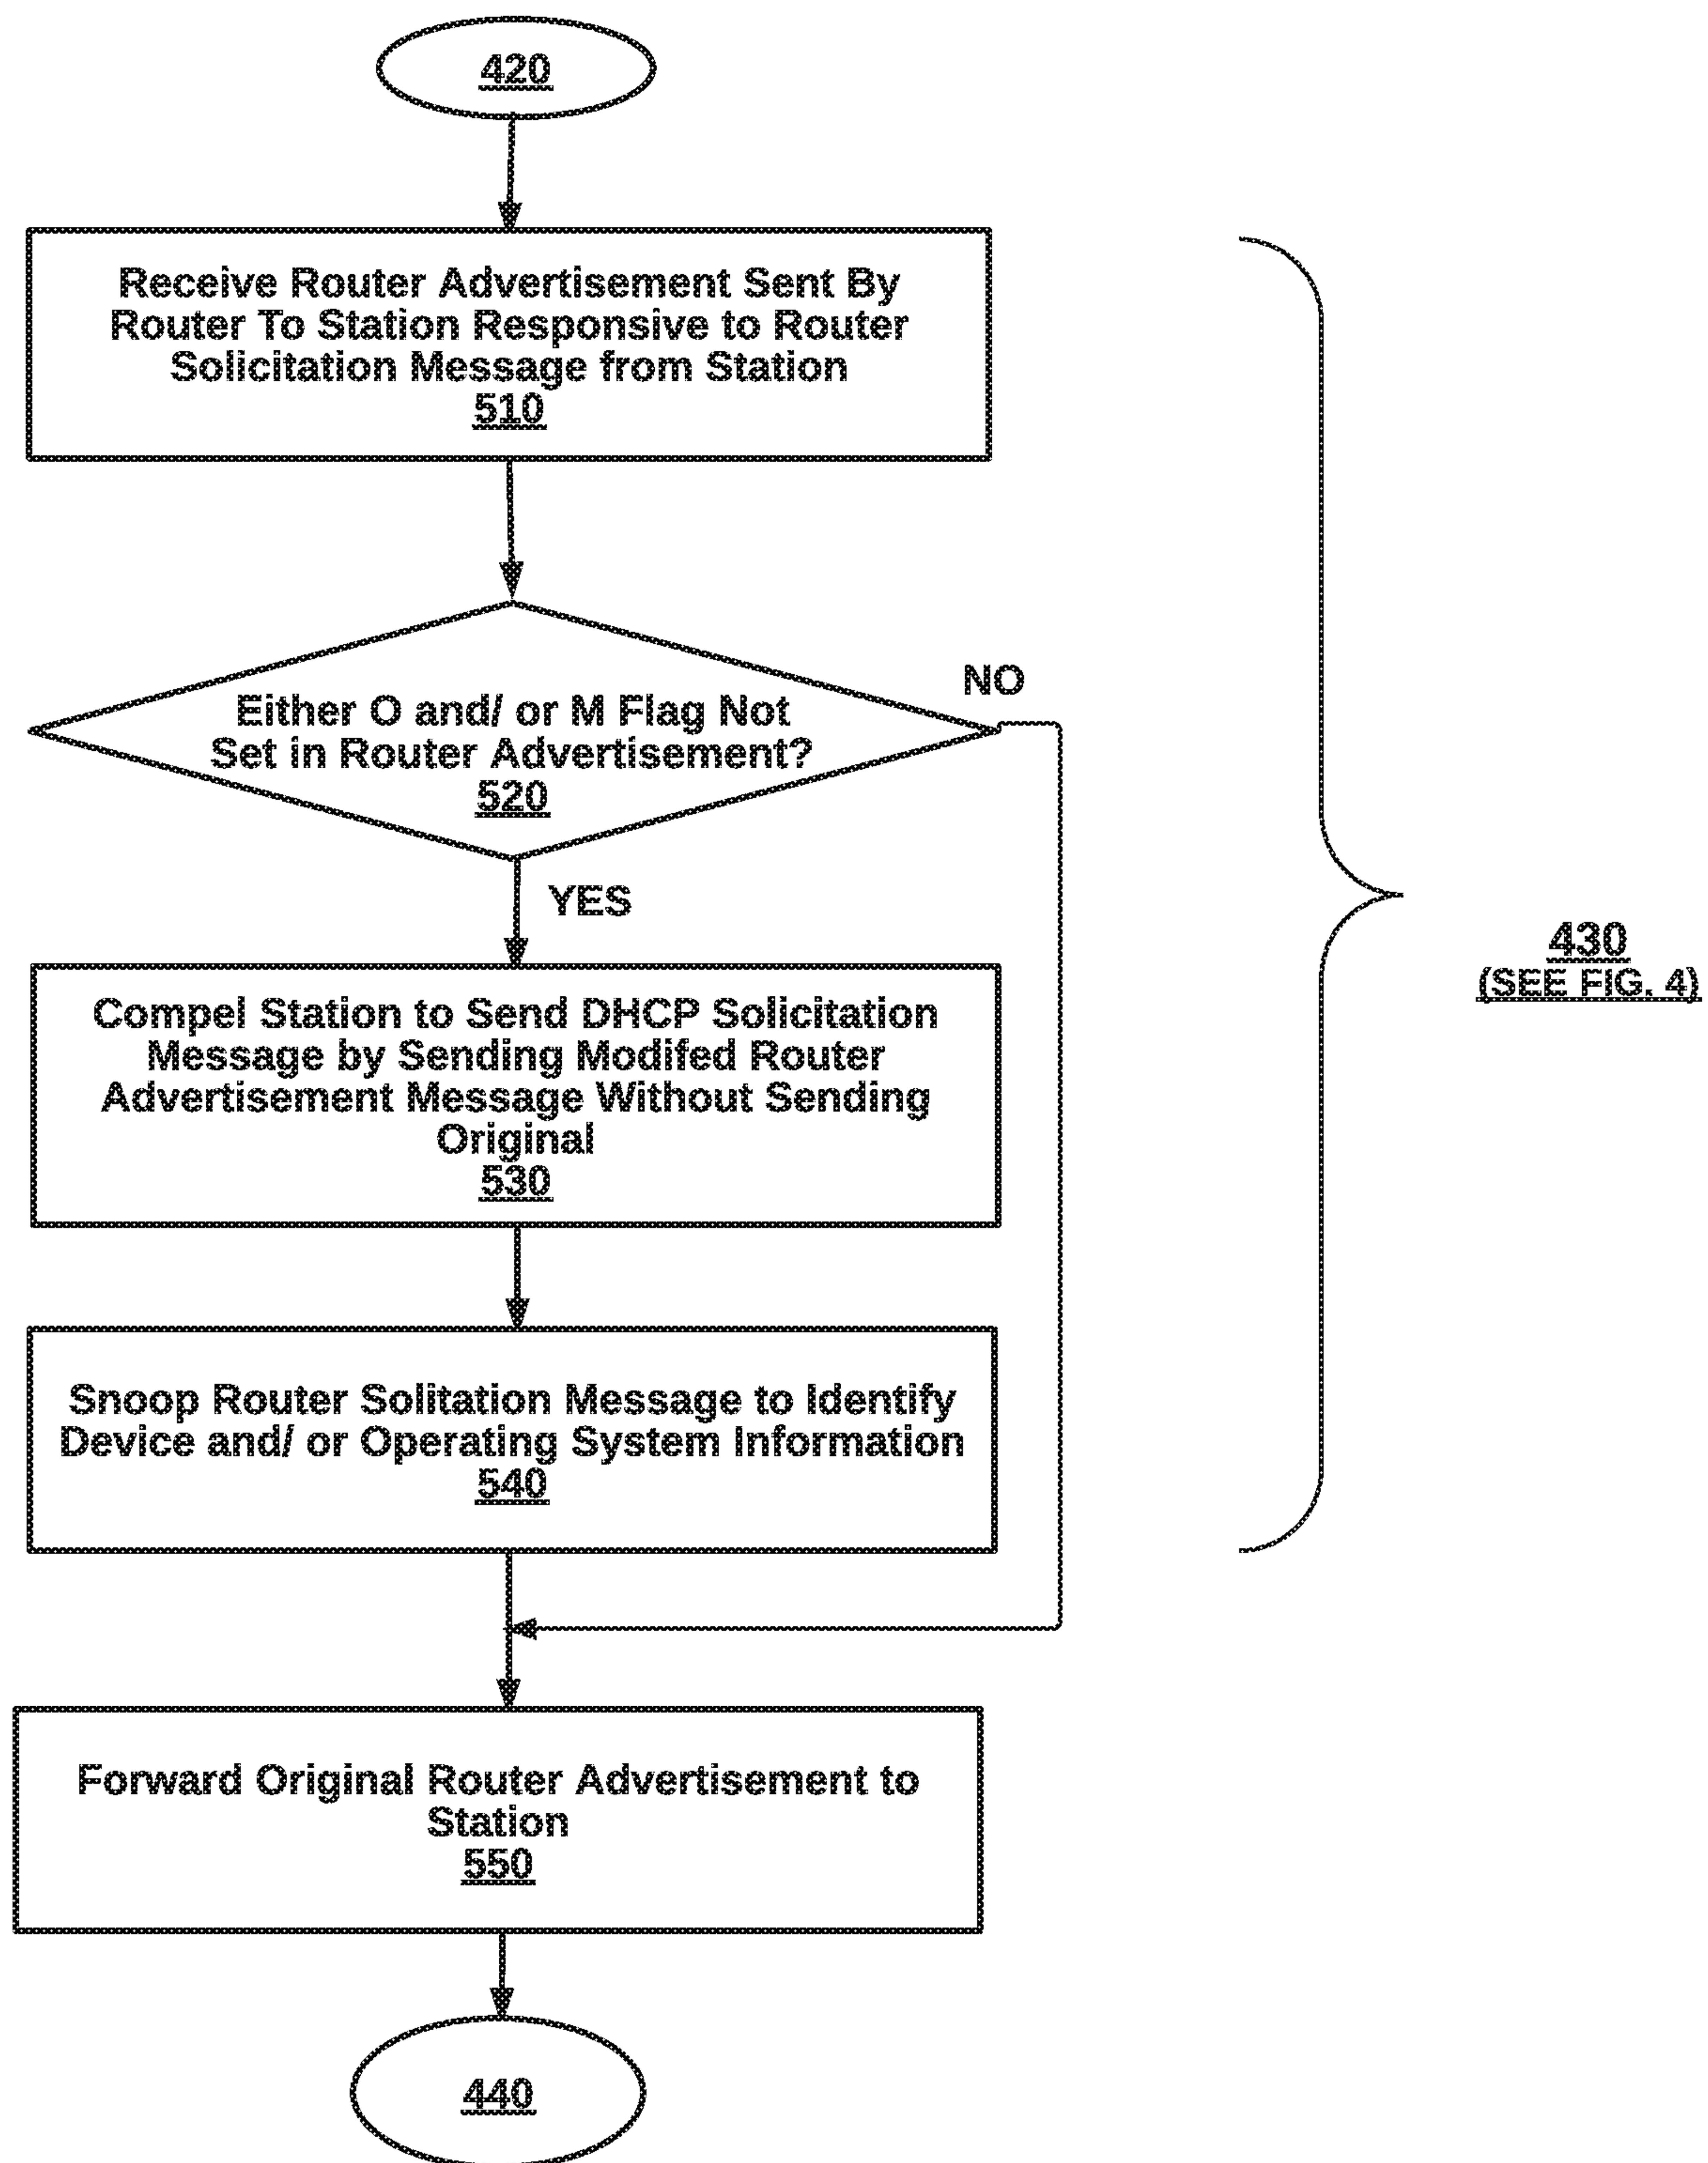 420
Receive Router Advertisement Sent By
Router To Station Responsive to Router
Solicitation Message from Station
510
NO
Either O and/ or M Flag Not
Set in Router Advertisement?
520
YES
430
(SEE FIG. 4)
Compel Station to Send DHCP Solicitation
Message by Sending Modifed Router
Advertisement Message Without Sending
Original
530
Snoop Router Solitation Message to Identify
Device and/ or Operating System Information
540
Forward Original Router Advertisement to
Station
550
440